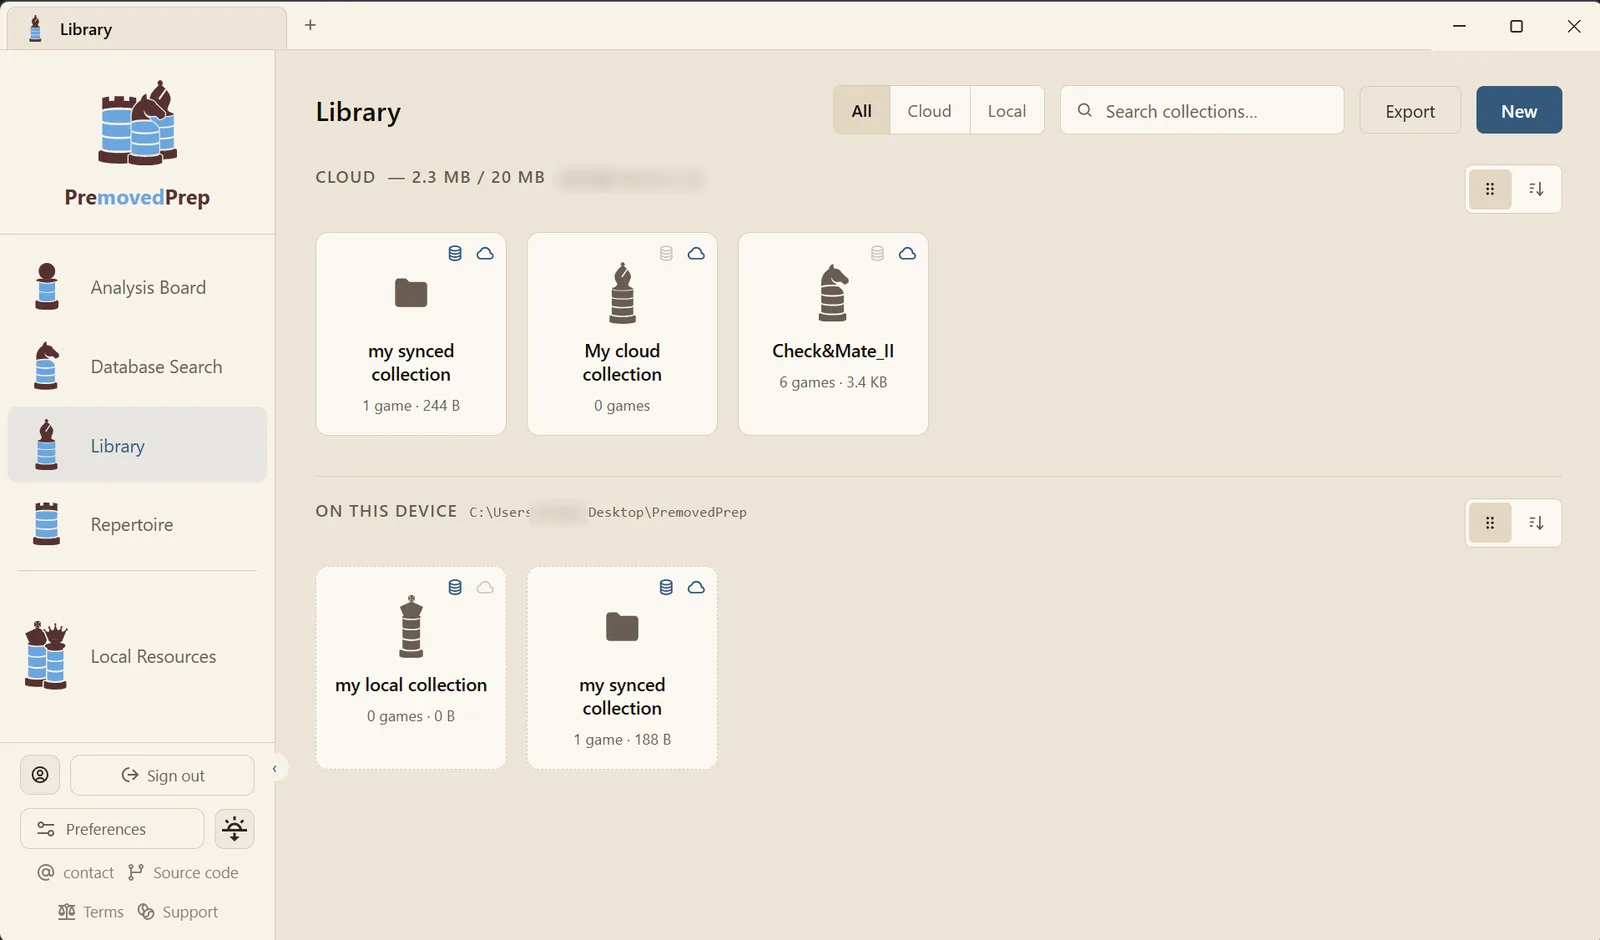 Library
PremovedPrep
Analysis Board
Database Search
Library
Repertoire
Local Resources
Sign out
Preferences
contact
Source code
Terms
Support
Library
All
Cloud
Local
Search collections...
Export
New
CLOUD — 2.3 MB / 20 MB
my synced
collection
1 game · 244 B
My cloud
collection
0 games
Check&Mate_II
6 games · 3.4 KB
ON THIS DEVICE C:\Users Desktop\PremovedPrep
my local collection
0 games · 0 B
my synced
collection
1 game · 188 B